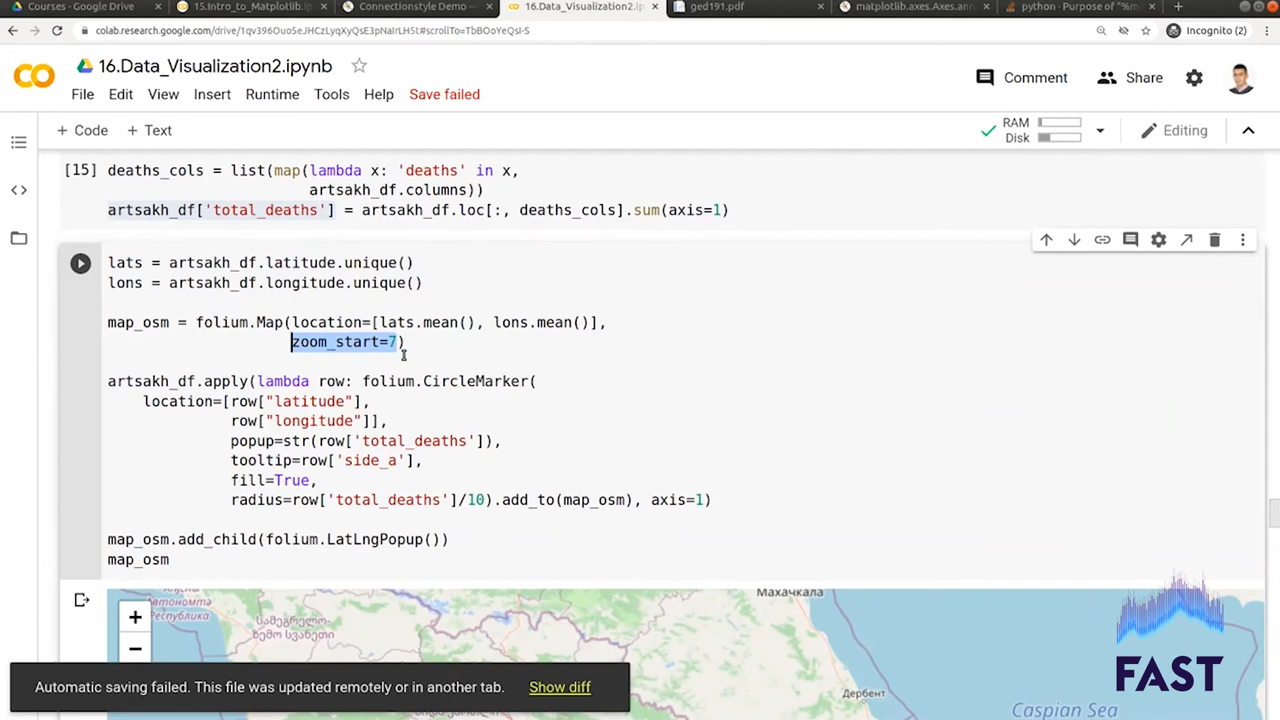 Courses - Google Drive
15.Intro_to_Matplotlib.ip
Connectionstyle Demo —
16.Data_Visualization2.ip
ged191.pdf
matplotlib.axes.Axes.ann
python - Purpose of "%m
colab.research.google.com/drive/1qv396Ouo5eJHCzLyqXyQsE3pNaIrLH5t#scrollTo=TbBOoYeQsI-S
Incognito (2)
16.Data_Visualization2.ipynb
File Edit View Insert Runtime Tools Help Save failed
Comment Share
+ Code + Text
RAM
Disk
Editing
[15] deaths_cols = list(map(lambda x: 'deaths' in x,
artsakh_df.columns))
artsakh_df['total_deaths'] = artsakh_df.loc[:, deaths_cols].sum(axis=1)
lats = artsakh_df.latitude.unique()
lons = artsakh_df.longitude.unique()
map_osm = folium.Map(location=[lats.mean(), lons.mean()],
zoom_start=7)
artsakh_df.apply(lambda row: folium.CircleMarker(
location=[row["latitude"],
row["longitude"]],
popup=str(row['total_deaths']),
tooltip=row['side_a'],
fill=True,
radius=row['total_deaths']/10).add_to(map_osm), axis=1)
map_osm.add_child(folium.LatLngPopup())
map_osm
+
−
Автономтә
Республика
სამეგრელო-
ზემო სვანეთი
Махачкала
Дербент
Caspian Sea
Automatic saving failed. This file was updated remotely or in another tab. Show diff
FAST